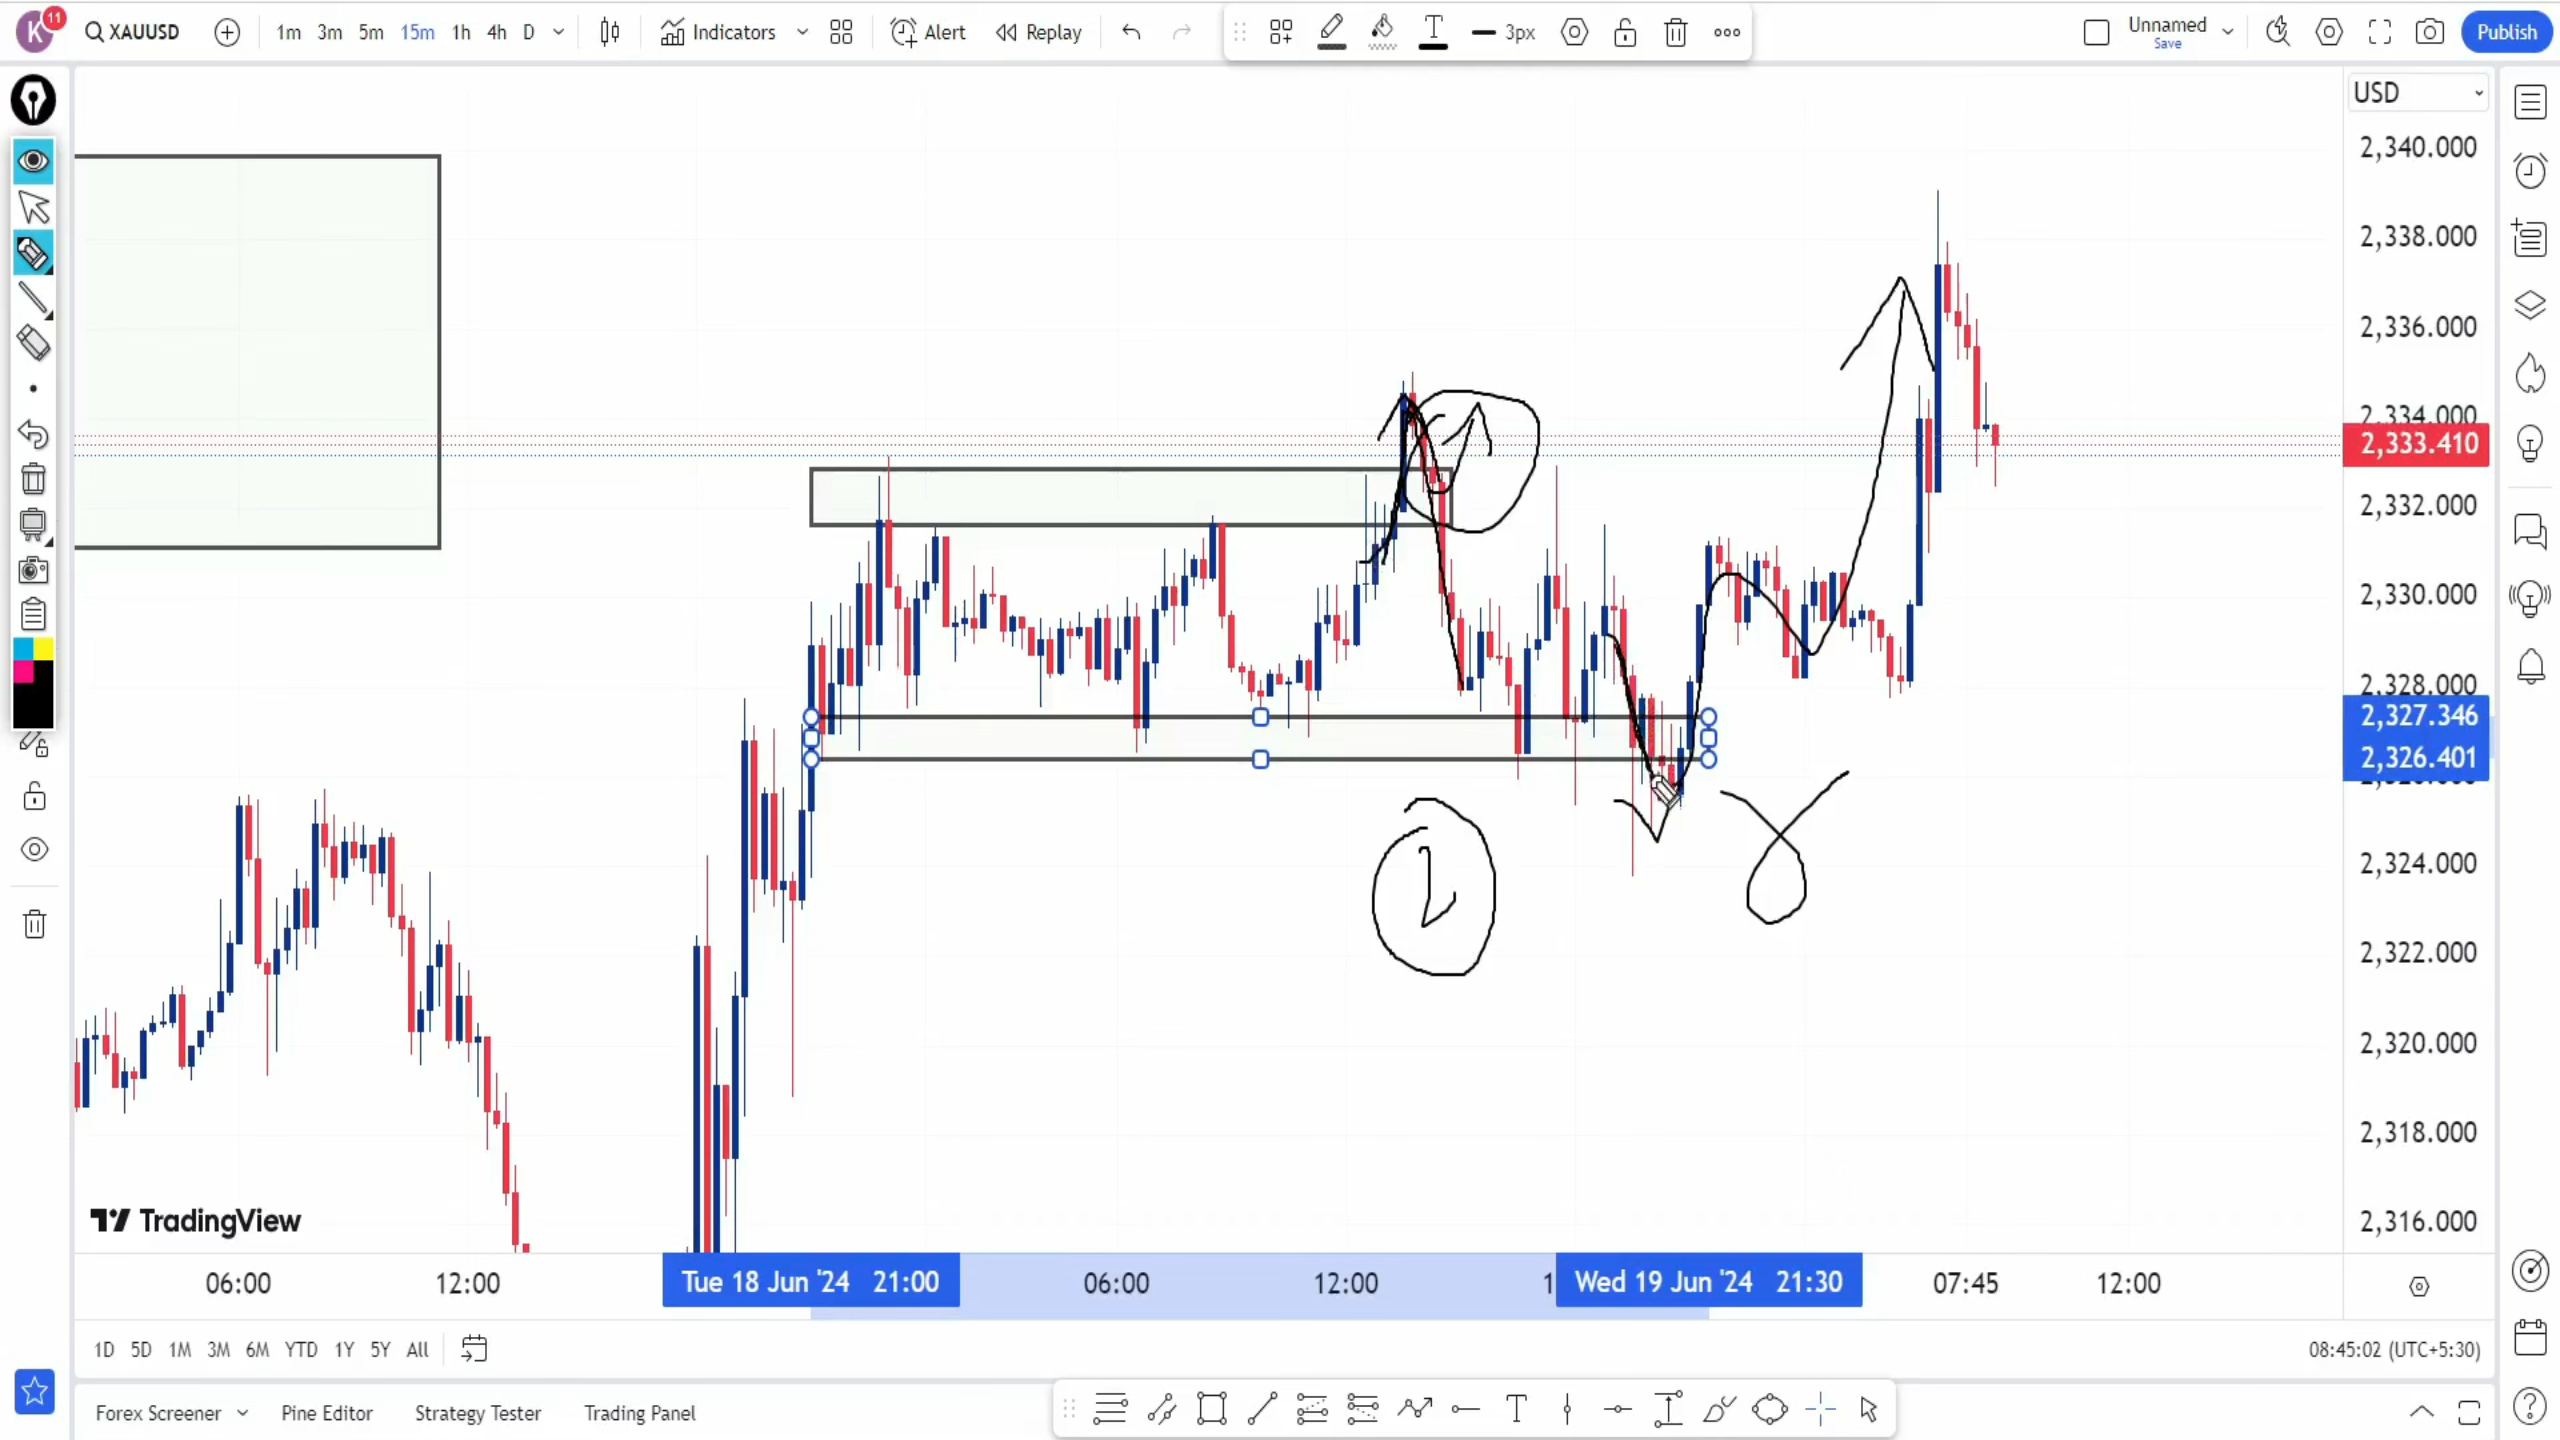 K 11 XAUUSD 1m 3m 5m 15m 1h 4h D Indicators Alert Replay T 3px Unnamed Publish
Save
USD
2,340.000
2,338.000
2,336.000
2,334.000
2,333.410
2,332.000
2,330.000
2,328.000
2,327.346
2,326.401
2,324.000
2,322.000
2,320.000
2,318.000
2,316.000
TradingView
06:00 12:00 Tue 18 Jun '24 21:00 06:00 12:00 1 Wed 19 Jun '24 21:30 07:45 12:00
1D 5D 1M 3M 6M YTD 1Y 5Y All 08:45:02 (UTC+5:30)
Forex Screener Pine Editor Strategy Tester Trading Panel T